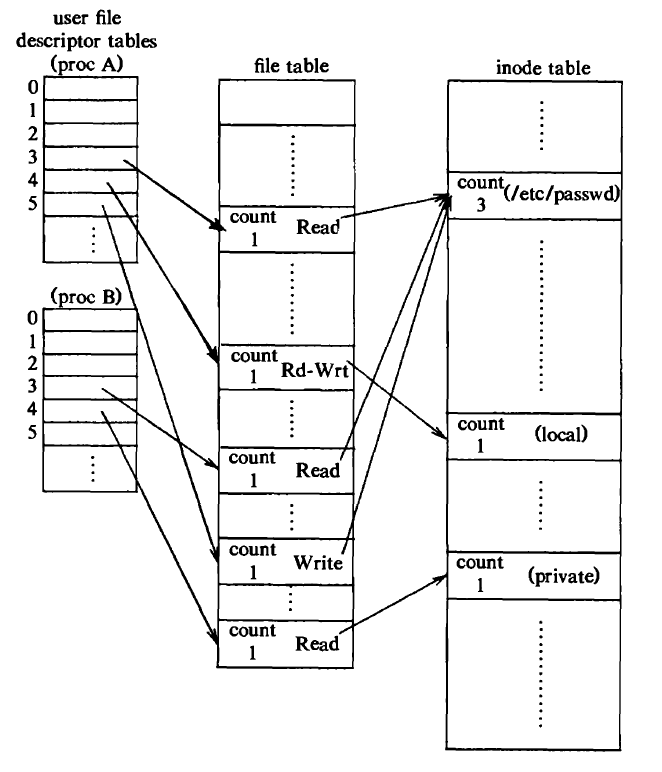 user file
descriptor tables
(proc A)
0
1
2
3
4
5
(proc B)
0
1
2
3
4
5
file table
count
1 Read
count
1 Rd-Wrt
count
1 Read
count
1 Write
count
1 Read
inode table
count
3 (/etc/passwd)
count
1 (local)
count
1 (private)